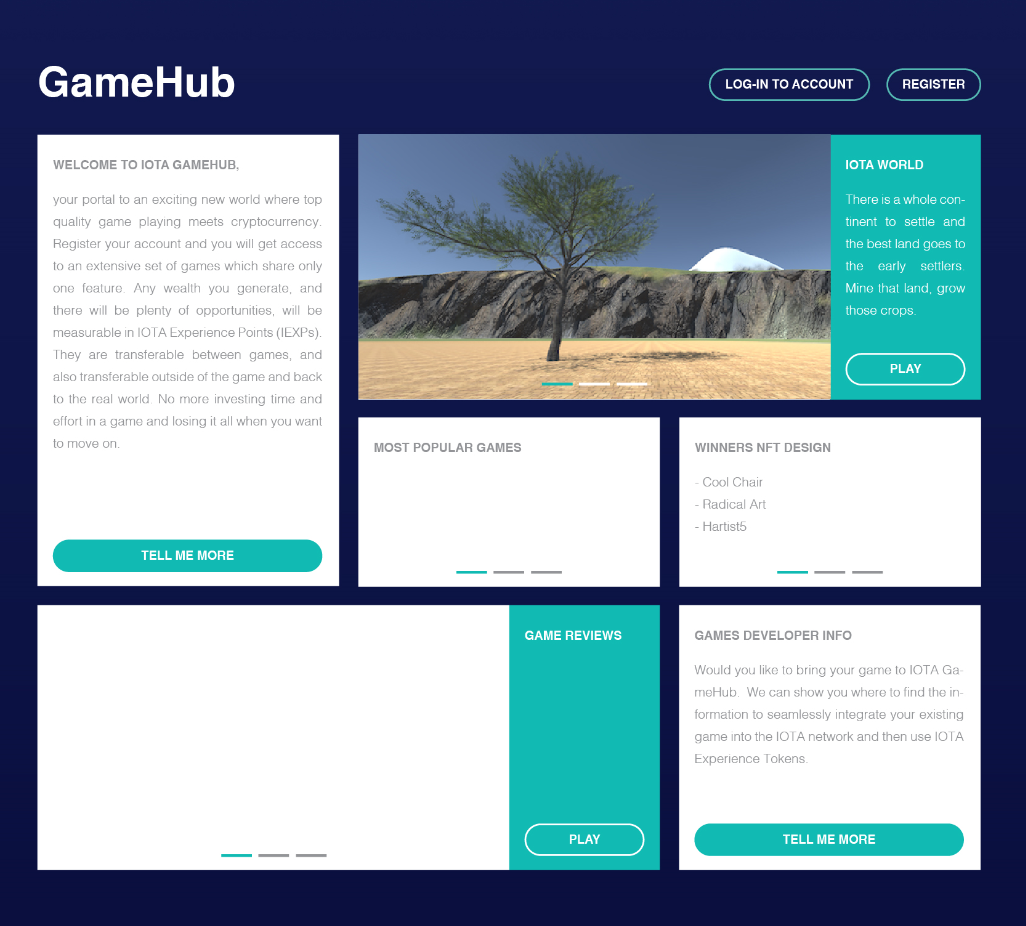 GameHub
LOG-IN TO ACCOUNT
REGISTER
WELCOME TO IOTA GAMEHUB,
your portal to an exciting new world where top
quality game playing meets cryptocurrency.
Register your account and you will get access
to an extensive set of games which share only
one feature. Any wealth you generate, and
there will be plenty of opportunities, will be
measurable in IOTA Experience Points (IEXPs).
They are transferable between games, and
also transferable outside of the game and back
to the real world. No more investing time and
effort in a game and losing it all when you want
to move on.
TELL ME MORE
IOTA WORLD
There is a whole con-
tinent to settle and
the best land goes to
the early settlers.
Mine that land, grow
those crops.
PLAY
MOST POPULAR GAMES
WINNERS NFT DESIGN
- Cool Chair
- Radical Art
- Hartist5
GAME REVIEWS
PLAY
GAMES DEVELOPER INFO
Would you like to bring your game to IOTA Ga-
meHub.  We can show you where to find the in-
formation to seamlessly integrate your existing
game into the IOTA network and then use IOTA
Experience Tokens.
TELL ME MORE